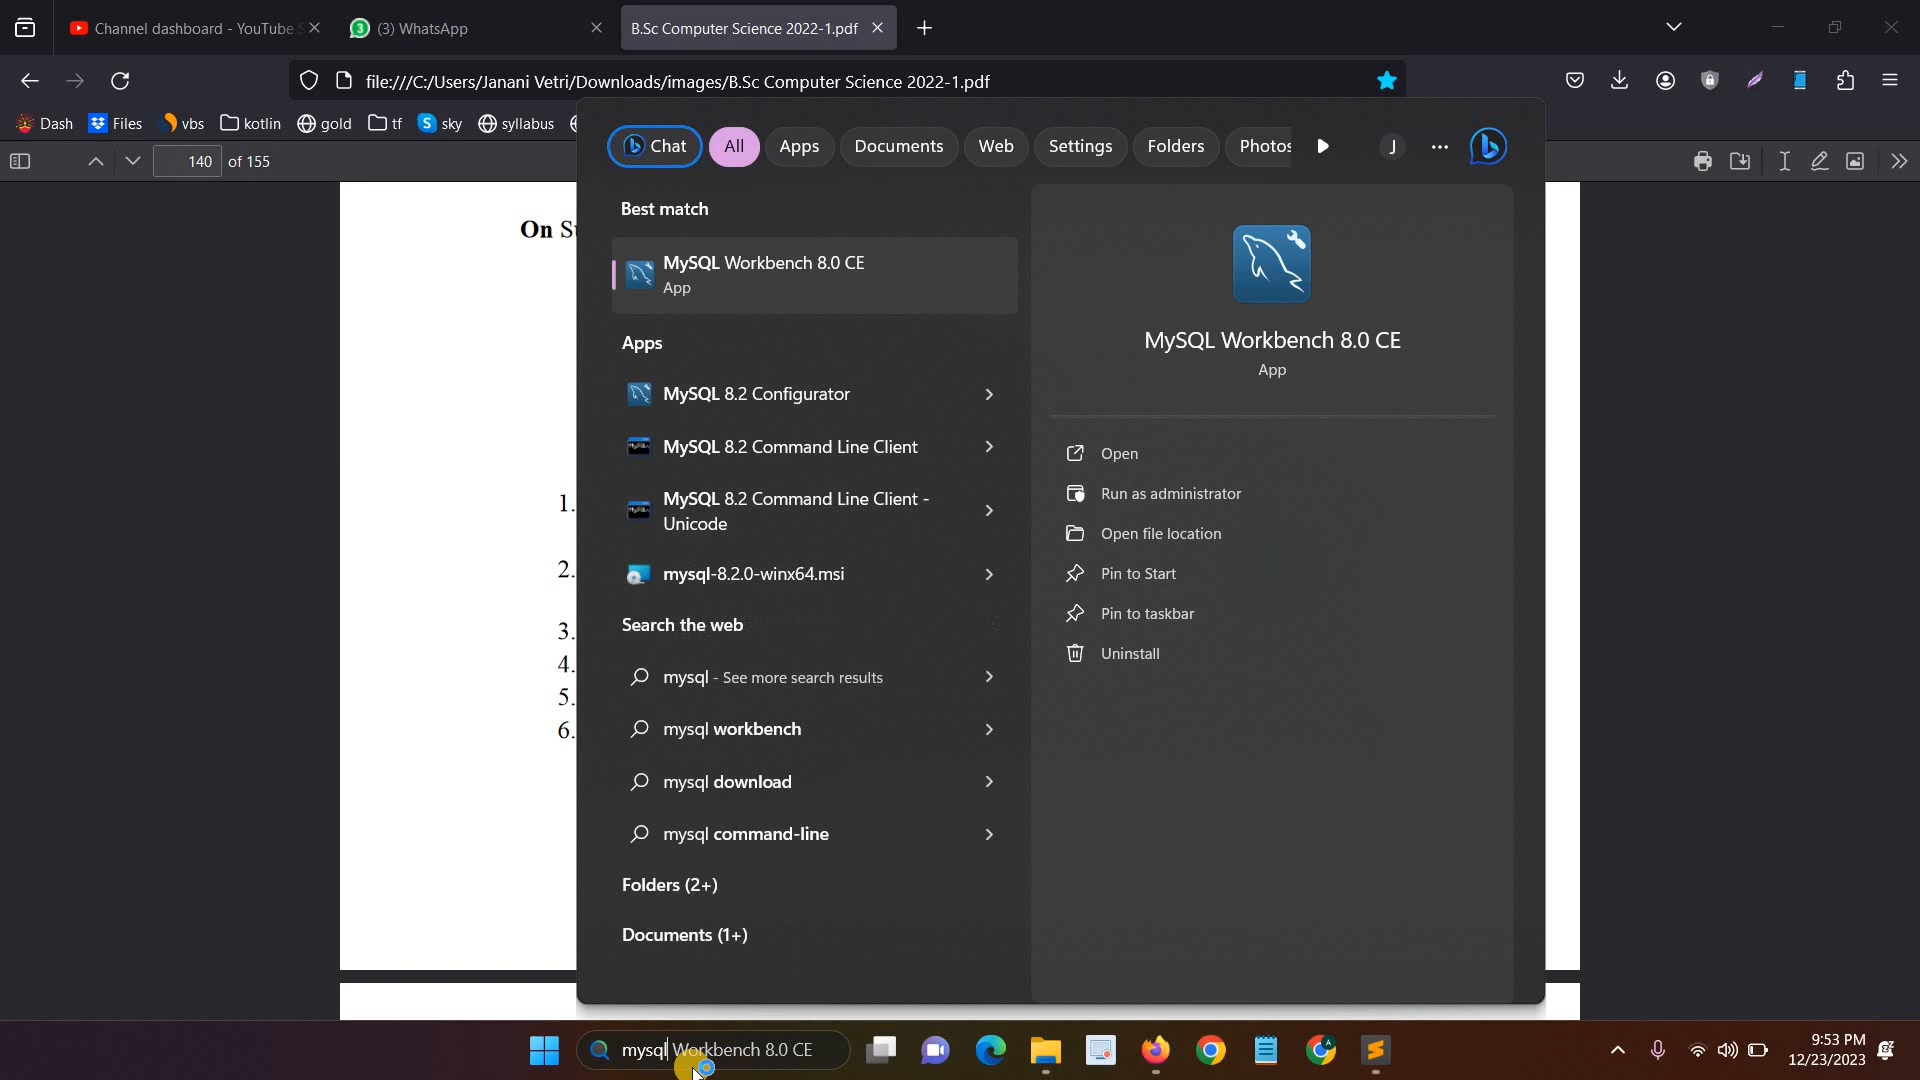 Channel dashboard - YouTube S
3
(3) WhatsApp
B.Sc Computer Science 2022-1.pdf
file:///C:/Users/Janani Vetri/Downloads/images/B.Sc Computer Science 2022-1.pdf
Dash
Files
vbs
kotlin
gold
tf
sky
syllabus
140 of 155
Chat
All
Apps
Documents
Web
Settings
Folders
Photos
J
On Su
1.
2.
3.
4.
5.
6.
Best match
MySQL Workbench 8.0 CE
App
Apps
MySQL 8.2 Configurator
MySQL 8.2 Command Line Client
MySQL 8.2 Command Line Client -
Unicode
mysql-8.2.0-winx64.msi
Search the web
mysql - See more search results
mysql workbench
mysql download
mysql command-line
Folders (2+)
Documents (1+)
MySQL Workbench 8.0 CE
App
Open
Run as administrator
Open file location
Pin to Start
Pin to taskbar
Uninstall
mysql Workbench 8.0 CE
9:53 PM
12/23/2023